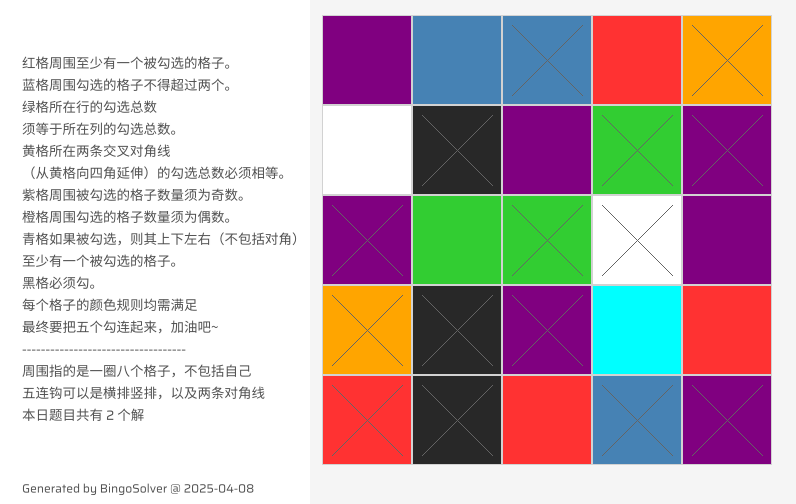 红格周围至少有一个被勾选的格子。
蓝格周围勾选的格子不得超过两个。
绿格所在行的勾选总数
须等于所在列的勾选总数。
黄格所在两条交叉对角线
（从黄格向四角延伸）的勾选总数必须相等。
紫格周围被勾选的格子数量须为奇数。
橙格周围勾选的格子数量须为偶数。
青格如果被勾选，则其上下左右（不包括对角）
至少有一个被勾选的格子。
黑格必须勾。
每个格子的颜色规则均需满足
最终要把五个勾连起来，加油吧~
-----------------------------------
周围指的是一圈八个格子，不包括自己
五连钩可以是横排竖排，以及两条对角线
本日题目共有 2 个解
Generated by BingoSolver @ 2025-04-08